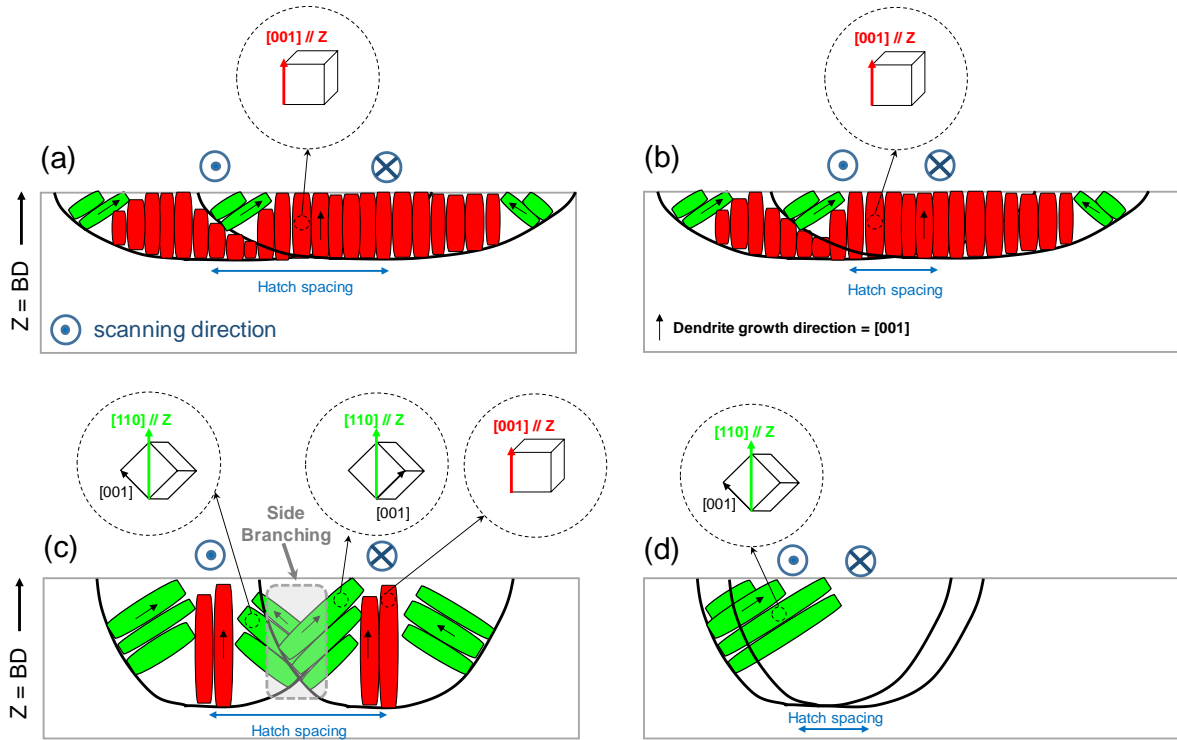 [001] // Z
(a)
Z = BD
Hatch spacing
scanning direction
[001] // Z
(b)
Hatch spacing
Dendrite growth direction = [001]
[110] // Z
[001]
[110] // Z
[001]
[001] // Z
Side
Branching
(c)
Z = BD
Hatch spacing
[110] // Z
[001]
(d)
Hatch spacing